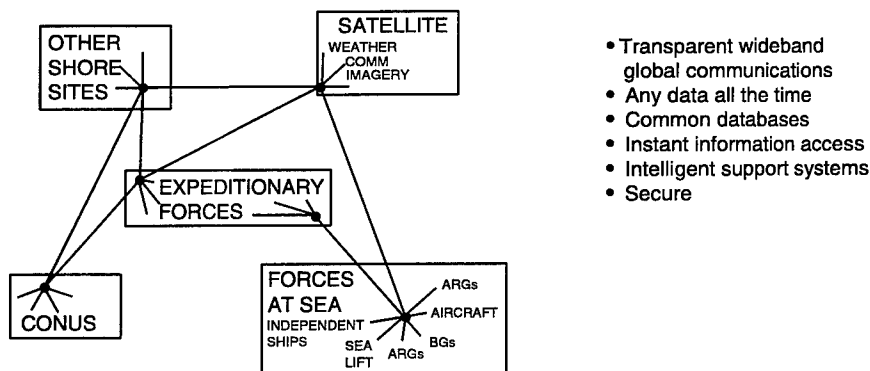 OTHER
SHORE
SITES
SATELLITE
WEATHER
COMM
IMAGERY
EXPEDITIONARY
FORCES
CONUS
FORCES
AT SEA
INDEPENDENT
SHIPS
SEA
LIFT
ARGs
BGs
AIRCRAFT
ARGs
• Transparent wideband
global communications
• Any data all the time
• Common databases
• Instant information access
• Intelligent support systems
• Secure